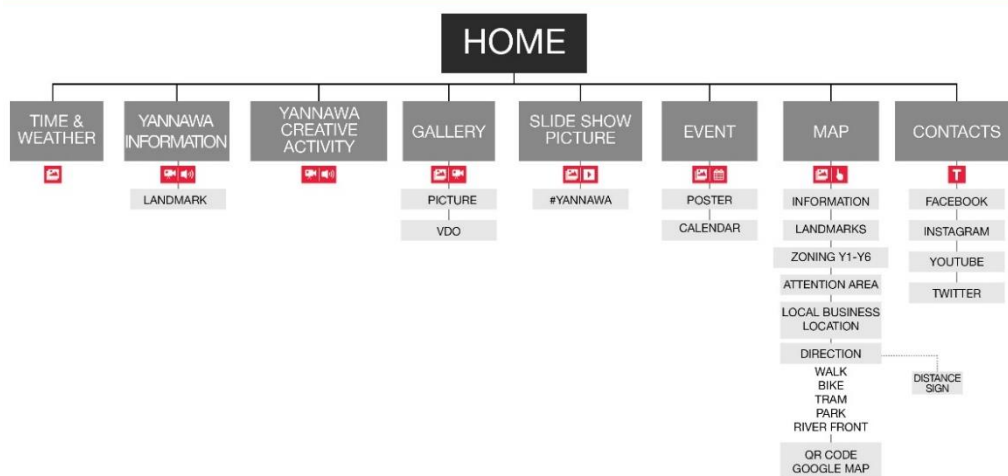 HOME
TIME &
WEATHER
YANNAWA
INFORMATION
LANDMARK
YANNAWA
CREATIVE
ACTIVITY
GALLERY
PICTURE
VDO
SLIDE SHOW
PICTURE
#YANNAWA
EVENT
POSTER
CALENDAR
MAP
INFORMATION
LANDMARKS
ZONING Y1-Y6
ATTENTION AREA
LOCAL BUSINESS
LOCATION
DIRECTION
WALK
BIKE
TRAM
PARK
RIVER FRONT
DISTANCE
SIGN
QR CODE
GOOGLE MAP
CONTACTS
T
FACEBOOK
INSTAGRAM
YOUTUBE
TWITTER